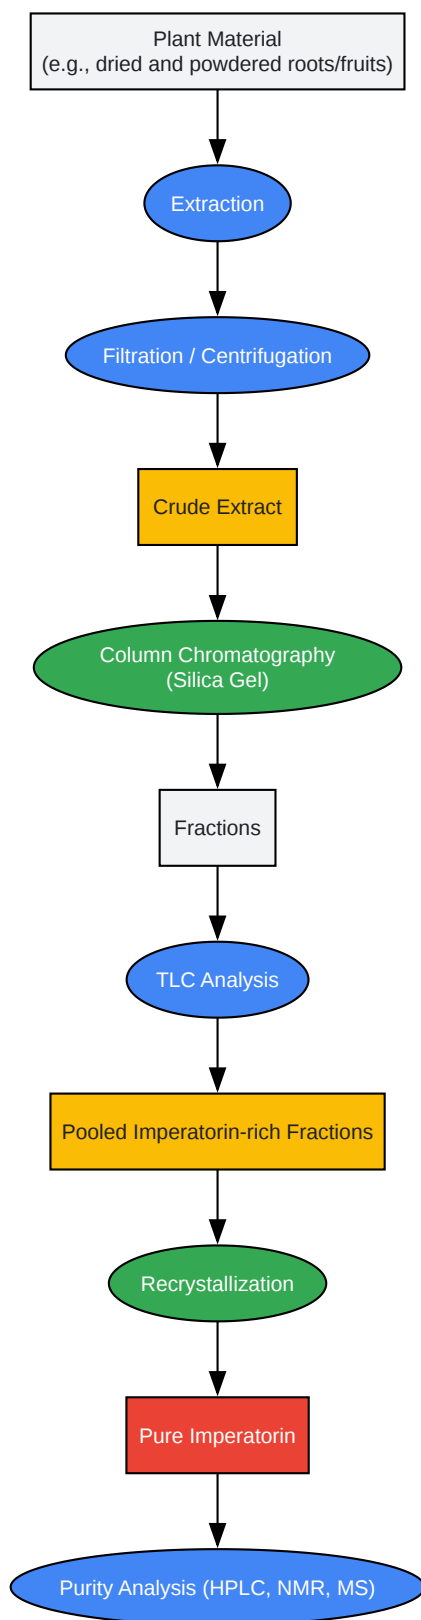 Plant Material
(e.g., dried and powdered roots/fruits)
Extraction
Filtration / Centrifugation
Crude Extract
Column Chromatography
(Silica Gel)
Fractions
TLC Analysis
Pooled Imperatorin-rich Fractions
Recrystallization
Pure Imperatorin
Purity Analysis (HPLC, NMR, MS)